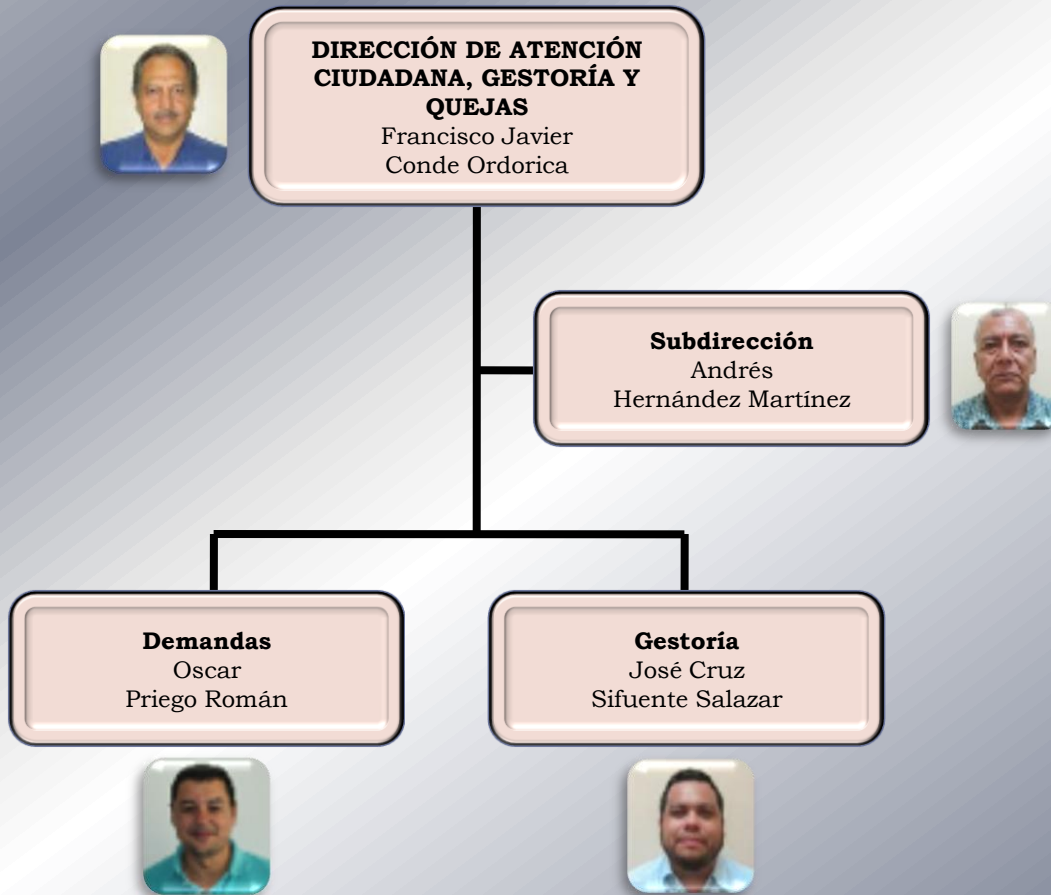 DIRECCIÓN DE ATENCIÓN
CIUDADANA, GESTORÍA Y
QUEJAS
Francisco Javier
Conde Ordorica
Subdirección
Andrés
Hernández Martínez
Demandas
Oscar
Priego Román
Gestoría
José Cruz
Sifuente Salazar